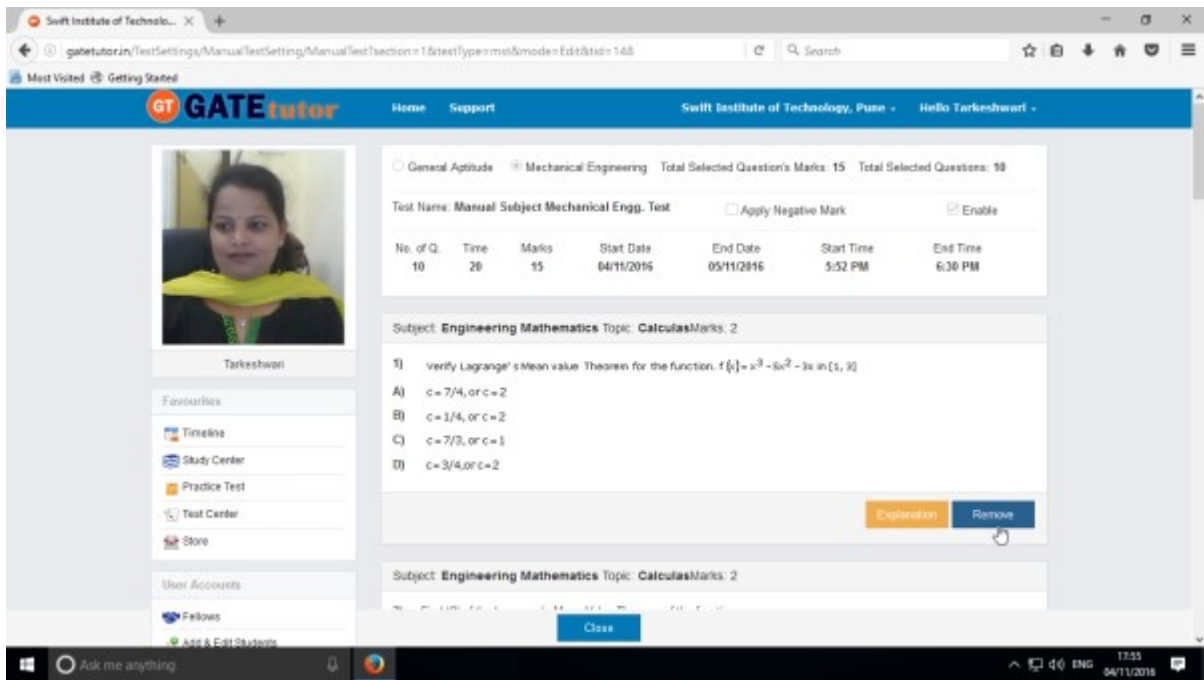 Swift Institute of Technolo...
gatetutor.in/TestSettings/ManualTestSetting/ManualTest?section=1&testType=mst&mode=Edit&tid=148
Search
Most Visited Getting Started
GT GATEtutor Home Support Swift Institute of Technology, Pune Hello Tarkeshwari
General Aptitude Mechanical Engineering Total Selected Question's Marks: 15 Total Selected Questions: 10
Test Name: Manual Subject Mechanical Engg. Test Apply Negative Mark Enable
No. of Q. Time Marks Start Date End Date Start Time End Time
10 20 15 04/11/2016 05/11/2016 5:52 PM 6:30 PM
Subject: Engineering Mathematics Topic: CalculasMarks: 2
1) Verify Lagrange's Mean value Theorem for the function. f (x) = x³ - 5x² - 3x in [1, 3]
A) c = 7/4, or c = 2
B) c = 1/4, or c = 2
C) c = 7/3, or c = 1
D) c = 3/4,or c = 2
Explanation Remove
Subject: Engineering Mathematics Topic: CalculasMarks: 2
Close
Tarkeshwari
Favourites
Timeline
Study Center
Practice Test
Test Center
Store
User Accounts
Fellows
Add & Edit Students
Ask me anything
ENG
17:55
04/11/2016